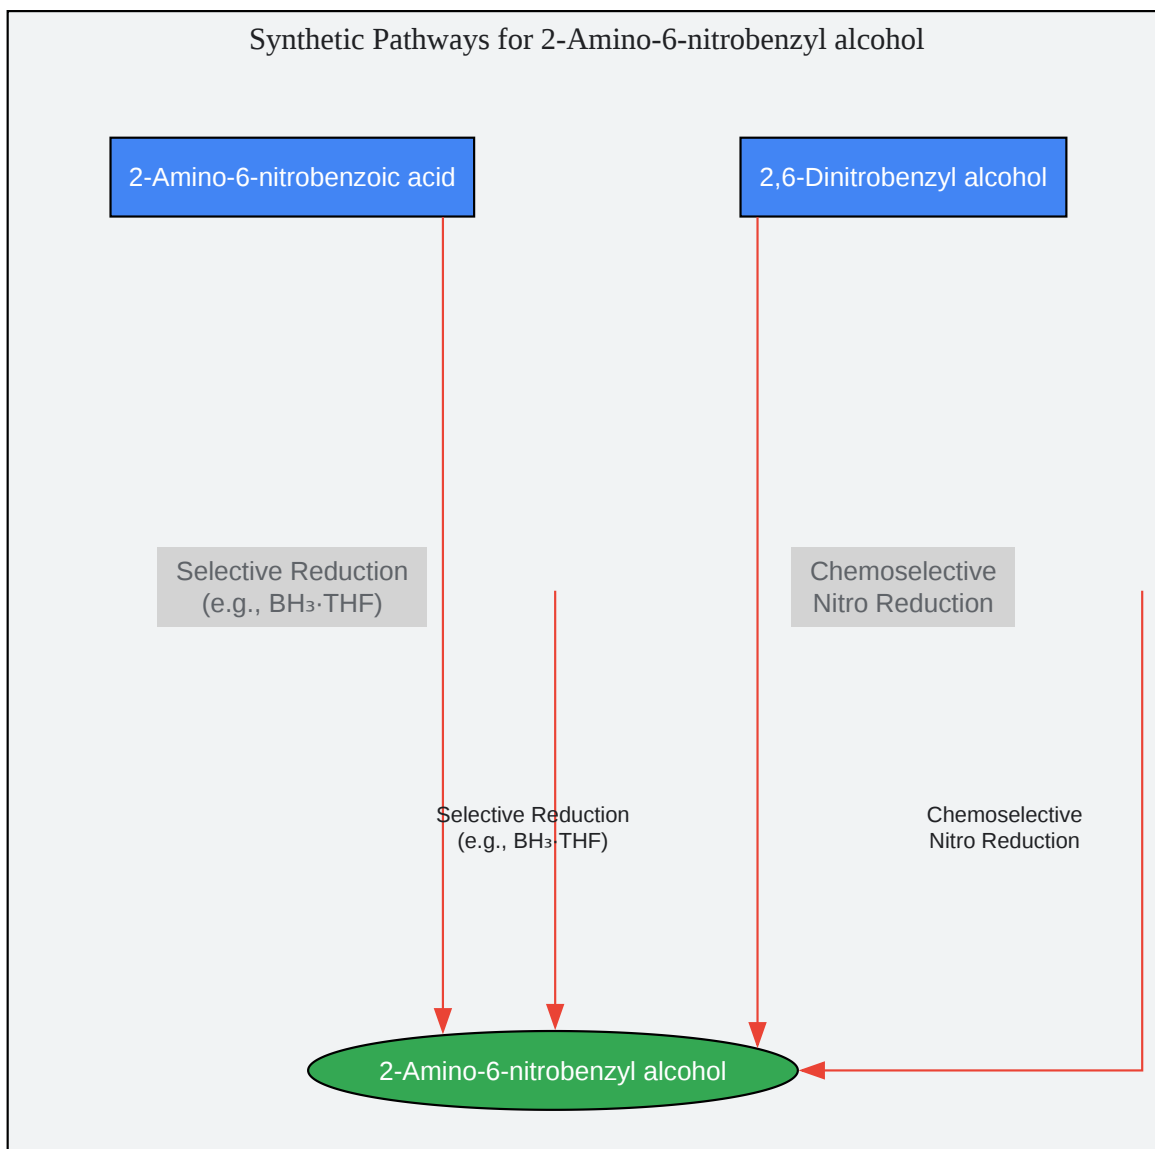 Synthetic Pathways for 2-Amino-6-nitrobenzyl alcohol
2-Amino-6-nitrobenzoic acid
2,6-Dinitrobenzyl alcohol
Selective Reduction
(e.g., BH₃·THF)
Chemoselective
Nitro Reduction
Selective Reduction
(e.g., BH₃·THF)
Chemoselective
Nitro Reduction
2-Amino-6-nitrobenzyl alcohol